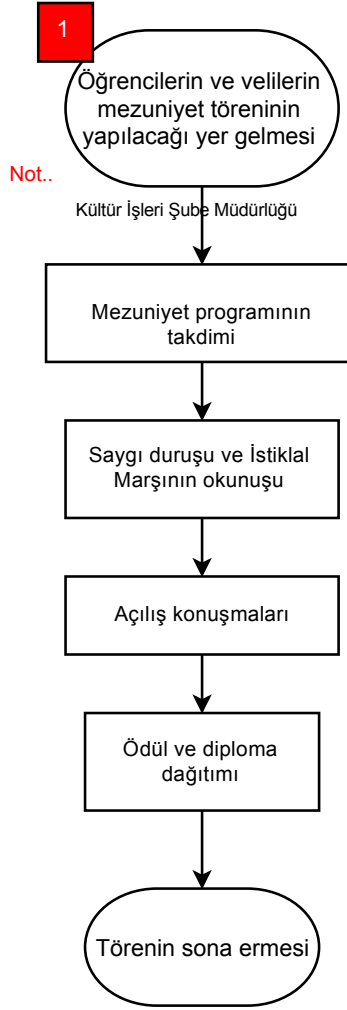 1
Öğrencilerin ve velilerin
mezuniyet töreninin
yapılacağı yer gelmesi
Not..
Kültür İşleri Şube Müdürlüğü
Mezuniyet programının
takdimi
Saygı duruşu ve İstiklal
Marşının okunuşu
Açılış konuşmaları
Ödül ve diploma
dağıtımı
Törenin sona ermesi